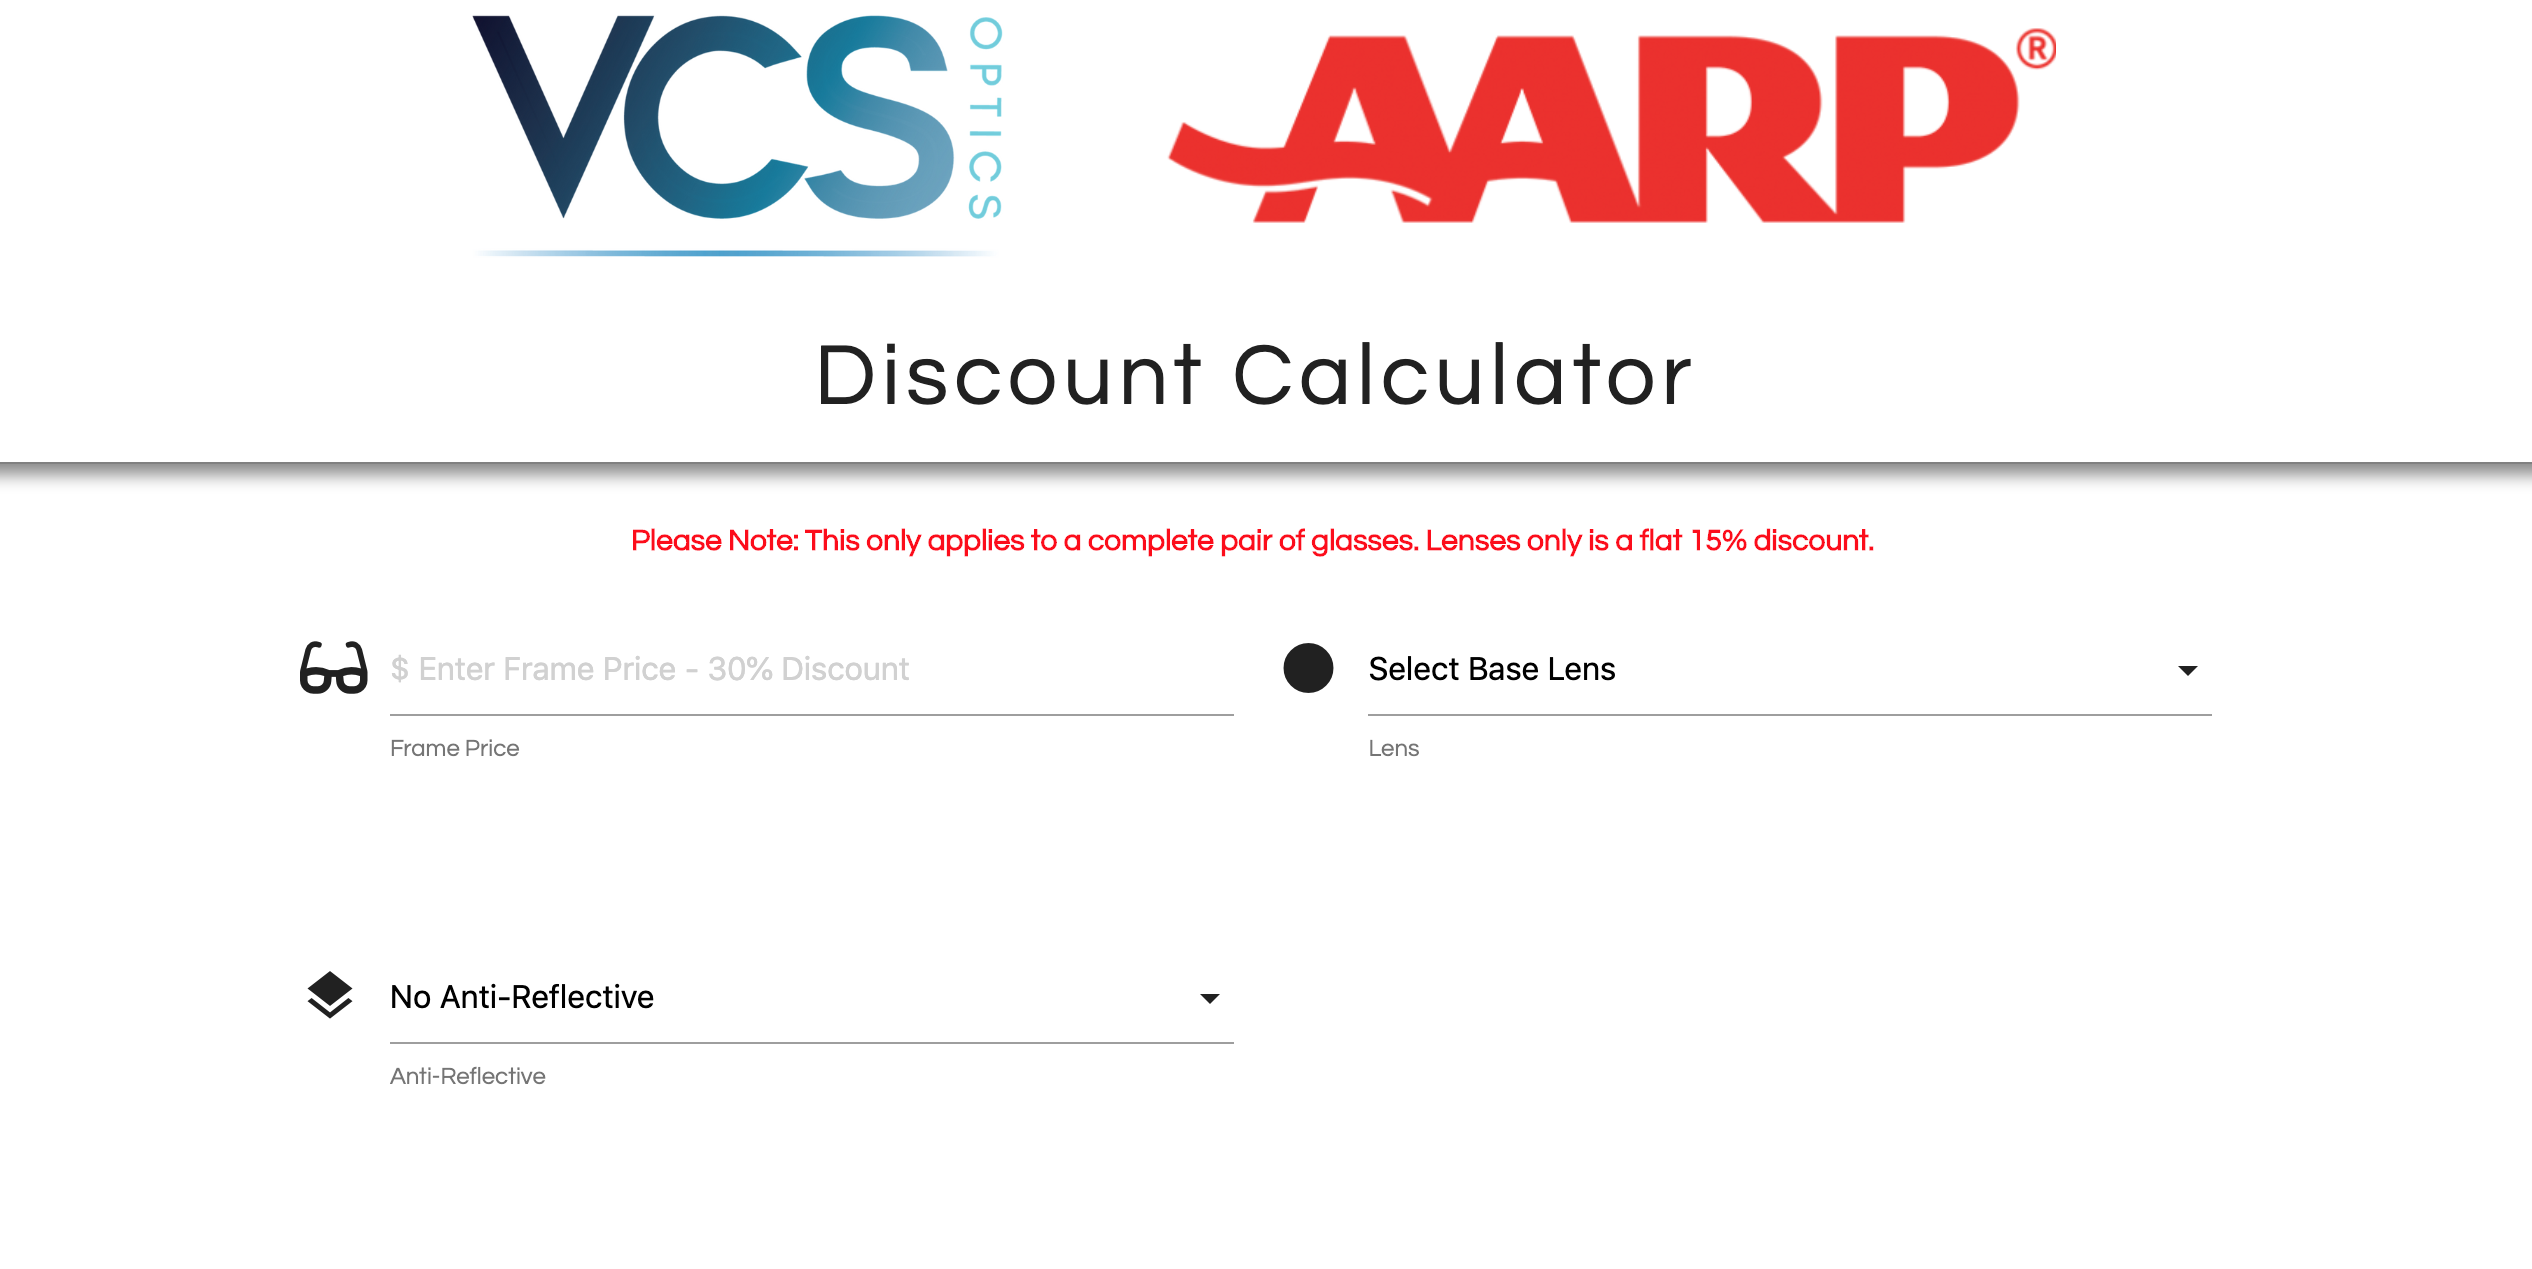 VCS OPTICS
AARP®
Discount Calculator
Please Note: This only applies to a complete pair of glasses. Lenses only is a flat 15% discount.
$ Enter Frame Price - 30% Discount
Frame Price
Select Base Lens
Lens
No Anti-Reflective
Anti-Reflective